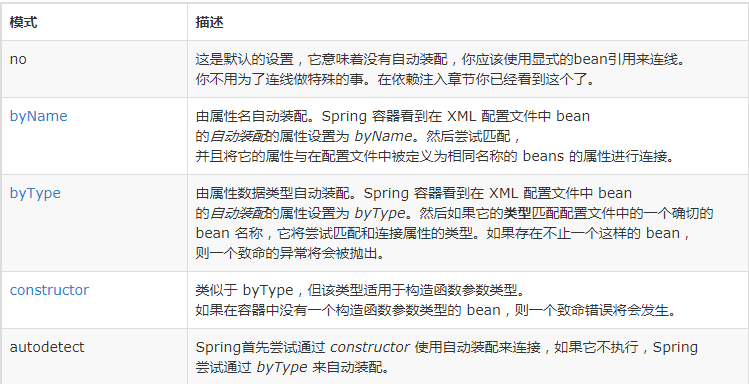 模式 描述
no 这是默认的设置，它意味着没有自动装配，你应该使用显式的bean引用来连线。
你不用为了连线做特殊的事。在依赖注入章节你已经看到这个了。
byName 由属性名自动装配。Spring 容器看到在 XML 配置文件中 bean
的自动装配的属性设置为 byName。然后尝试匹配，
并且将它的属性与在配置文件中被定义为相同名称的 beans 的属性进行连接。
byType 由属性数据类型自动装配。Spring 容器看到在 XML 配置文件中 bean
的自动装配的属性设置为 byType。然后如果它的类型匹配配置文件中的一个确切的
bean 名称，它将尝试匹配和连接属性的类型。如果存在不止一个这样的 bean，
则一个致命的异常将会被抛出。
constructor 类似于 byType，但该类型适用于构造函数参数类型。
如果在容器中没有一个构造函数参数类型的 bean，则一个致命错误将会发生。
autodetect Spring首先尝试通过 constructor 使用自动装配来连接，如果它不执行，Spring
尝试通过 byType 来自动装配。